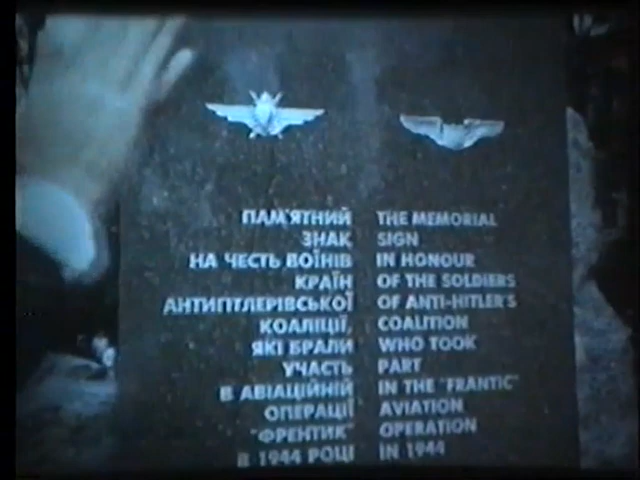 ПАМ'ЯТНИЙ
ЗНАК
НА ЧЕСТЬ ВОЇНІВ
КРАЇН
АНТИГІТЛЕРІВСЬКОЇ
КОАЛІЦІЇ,
ЯКІ БРАЛИ
УЧАСТЬ
В АВІАЦІЙНІЙ
ОПЕРАЦІЇ
"ФРЕНТИК"
В 1944 РОЦІ
THE MEMORIAL
SIGN
IN HONOUR
OF THE SOLDIERS
OF ANTI-HITLER'S
COALITION
WHO TOOK
PART
IN THE "FRANTIC"
AVIATION
OPERATION
IN 1944